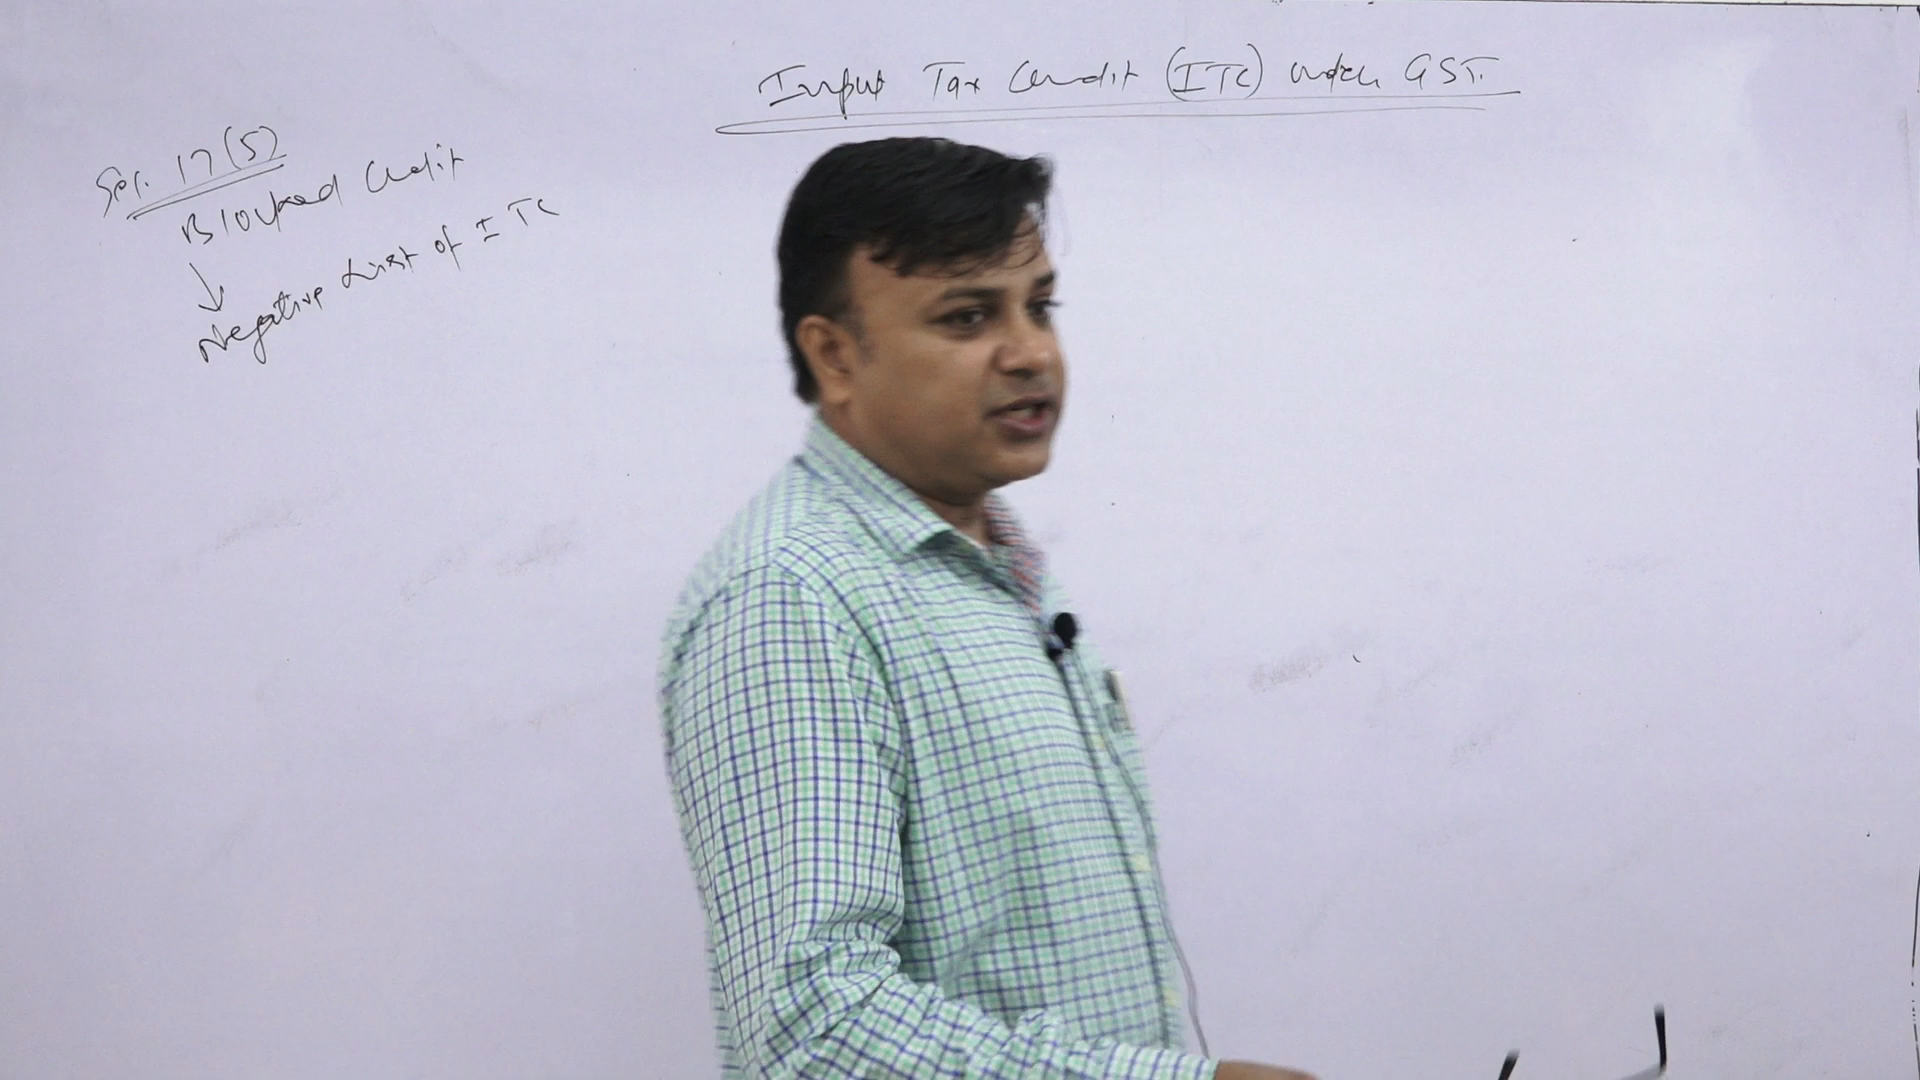 Input Tax Credit (ITC) under GST.
Sec. 17(5)
Blocked Credit
↓
Negative List of ITC